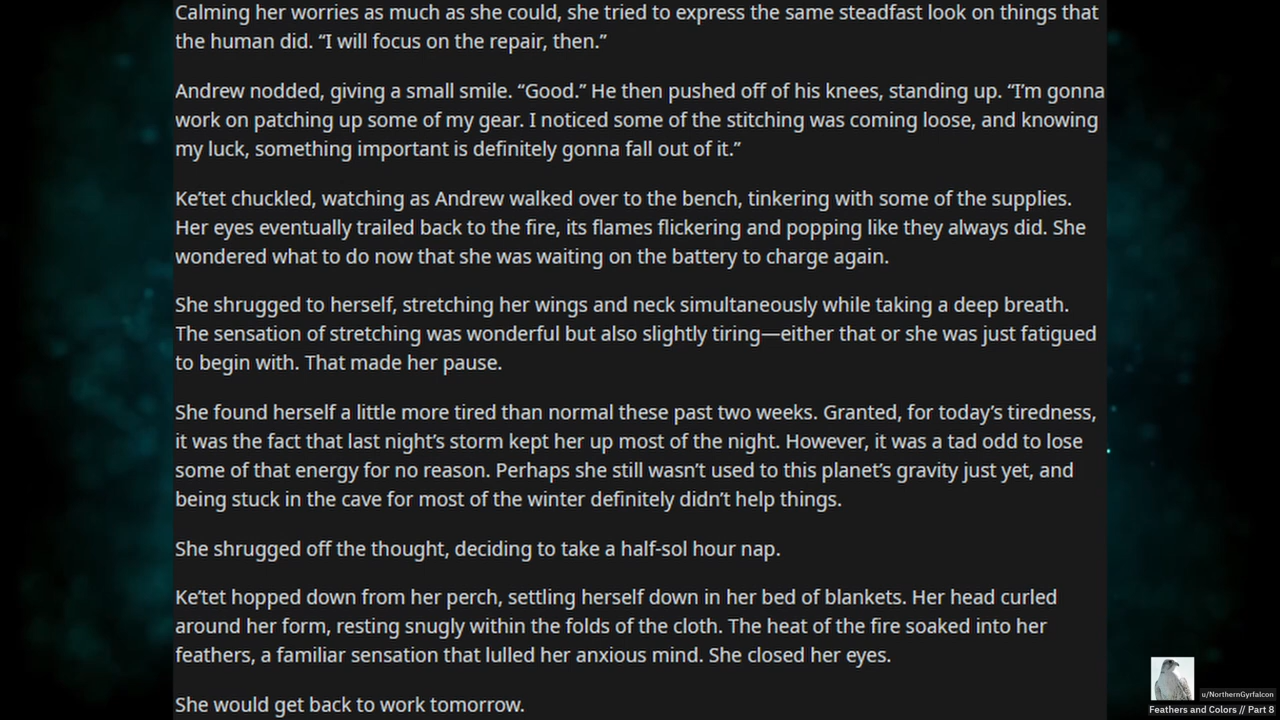 Calming her worries as much as she could, she tried to express the same steadfast look on things that
the human did. “I will focus on the repair, then.”
Andrew nodded, giving a small smile. “Good.” He then pushed off of his knees, standing up. “I’m gonna
work on patching up some of my gear. I noticed some of the stitching was coming loose, and knowing
my luck, something important is definitely gonna fall out of it.”
Ke’tet chuckled, watching as Andrew walked over to the bench, tinkering with some of the supplies.
Her eyes eventually trailed back to the fire, its flames flickering and popping like they always did. She
wondered what to do now that she was waiting on the battery to charge again.
She shrugged to herself, stretching her wings and neck simultaneously while taking a deep breath.
The sensation of stretching was wonderful but also slightly tiring—either that or she was just fatigued
to begin with. That made her pause.
She found herself a little more tired than normal these past two weeks. Granted, for today’s tiredness,
it was the fact that last night’s storm kept her up most of the night. However, it was a tad odd to lose
some of that energy for no reason. Perhaps she still wasn’t used to this planet’s gravity just yet, and
being stuck in the cave for most of the winter definitely didn’t help things.
She shrugged off the thought, deciding to take a half-sol hour nap.
Ke’tet hopped down from her perch, settling herself down in her bed of blankets. Her head curled
around her form, resting snugly within the folds of the cloth. The heat of the fire soaked into her
feathers, a familiar sensation that lulled her anxious mind. She closed her eyes.
She would get back to work tomorrow.
u/NorthernGyrfalcon
Feathers and Colors // Part 8